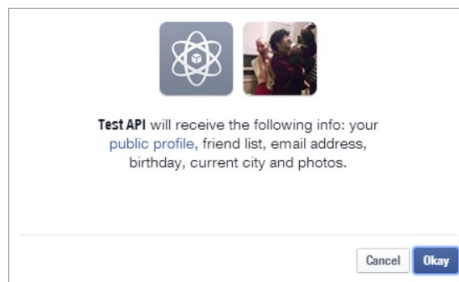 Test API will receive the following info: your
public profile, friend list, email address,
birthday, current city and photos.
Cancel
Okay